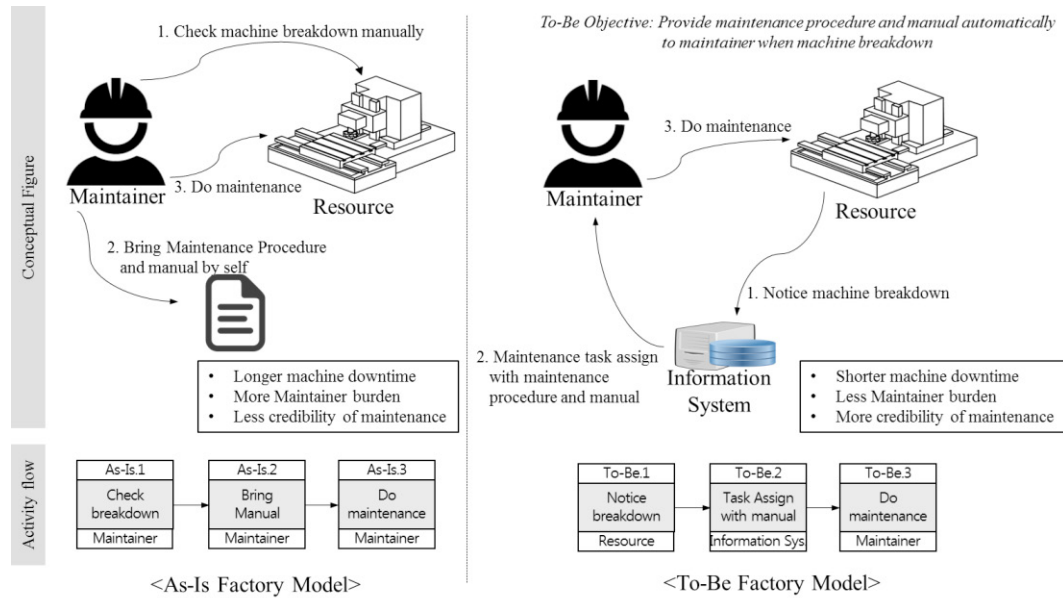 Conceptual Figure
1. Check machine breakdown manually
Maintainer
3. Do maintenance
Resource
2. Bring Maintenance Procedure
and manual by self
• Longer machine downtime
• More Maintainer burden
• Less credibility of maintenance
To-Be Objective: Provide maintenance procedure and manual automatically
to maintainer when machine breakdown
3. Do maintenance
Maintainer
Resource
1. Notice machine breakdown
2. Maintenance task assign
with maintenance
procedure and manual
Information
System
• Shorter machine downtime
• Less Maintainer burden
• More credibility of maintenance
Activity flow
As-Is.1
Check
breakdown
Maintainer
As-Is.2
Bring
Manual
Maintainer
As-Is.3
Do
maintenance
Maintainer
<As-Is Factory Model>
To-Be.1
Notice
breakdown
Resource
To-Be.2
Task Assign
with manual
Information Sys.
To-Be.3
Do
maintenance
Maintainer
<To-Be Factory Model>